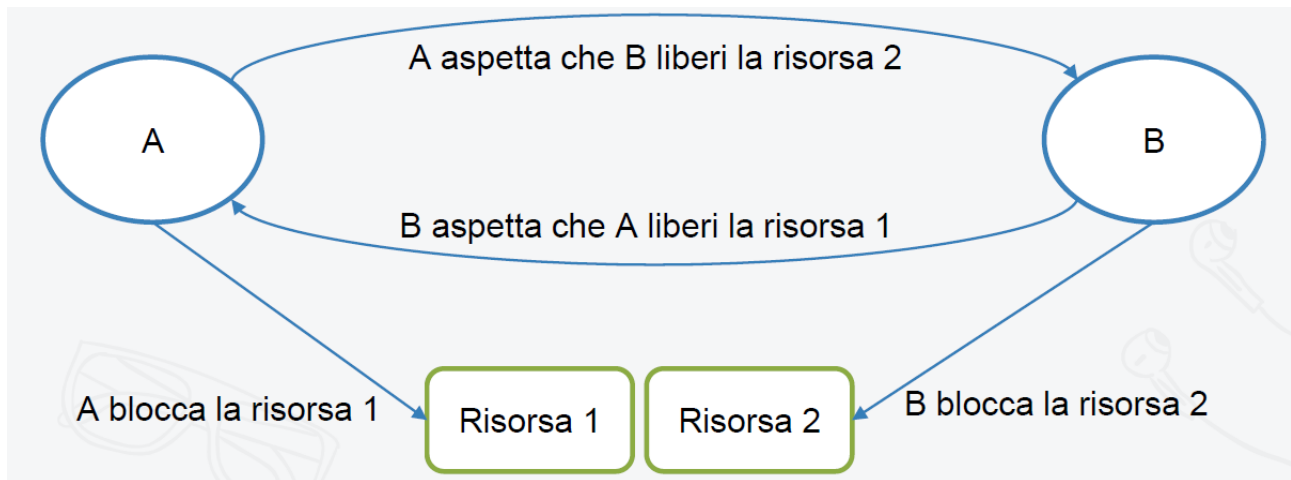 A aspetta che B liberi la risorsa 2
A
B
B aspetta che A liberi la risorsa 1
A blocca la risorsa 1
Risorsa 1
Risorsa 2
B blocca la risorsa 2